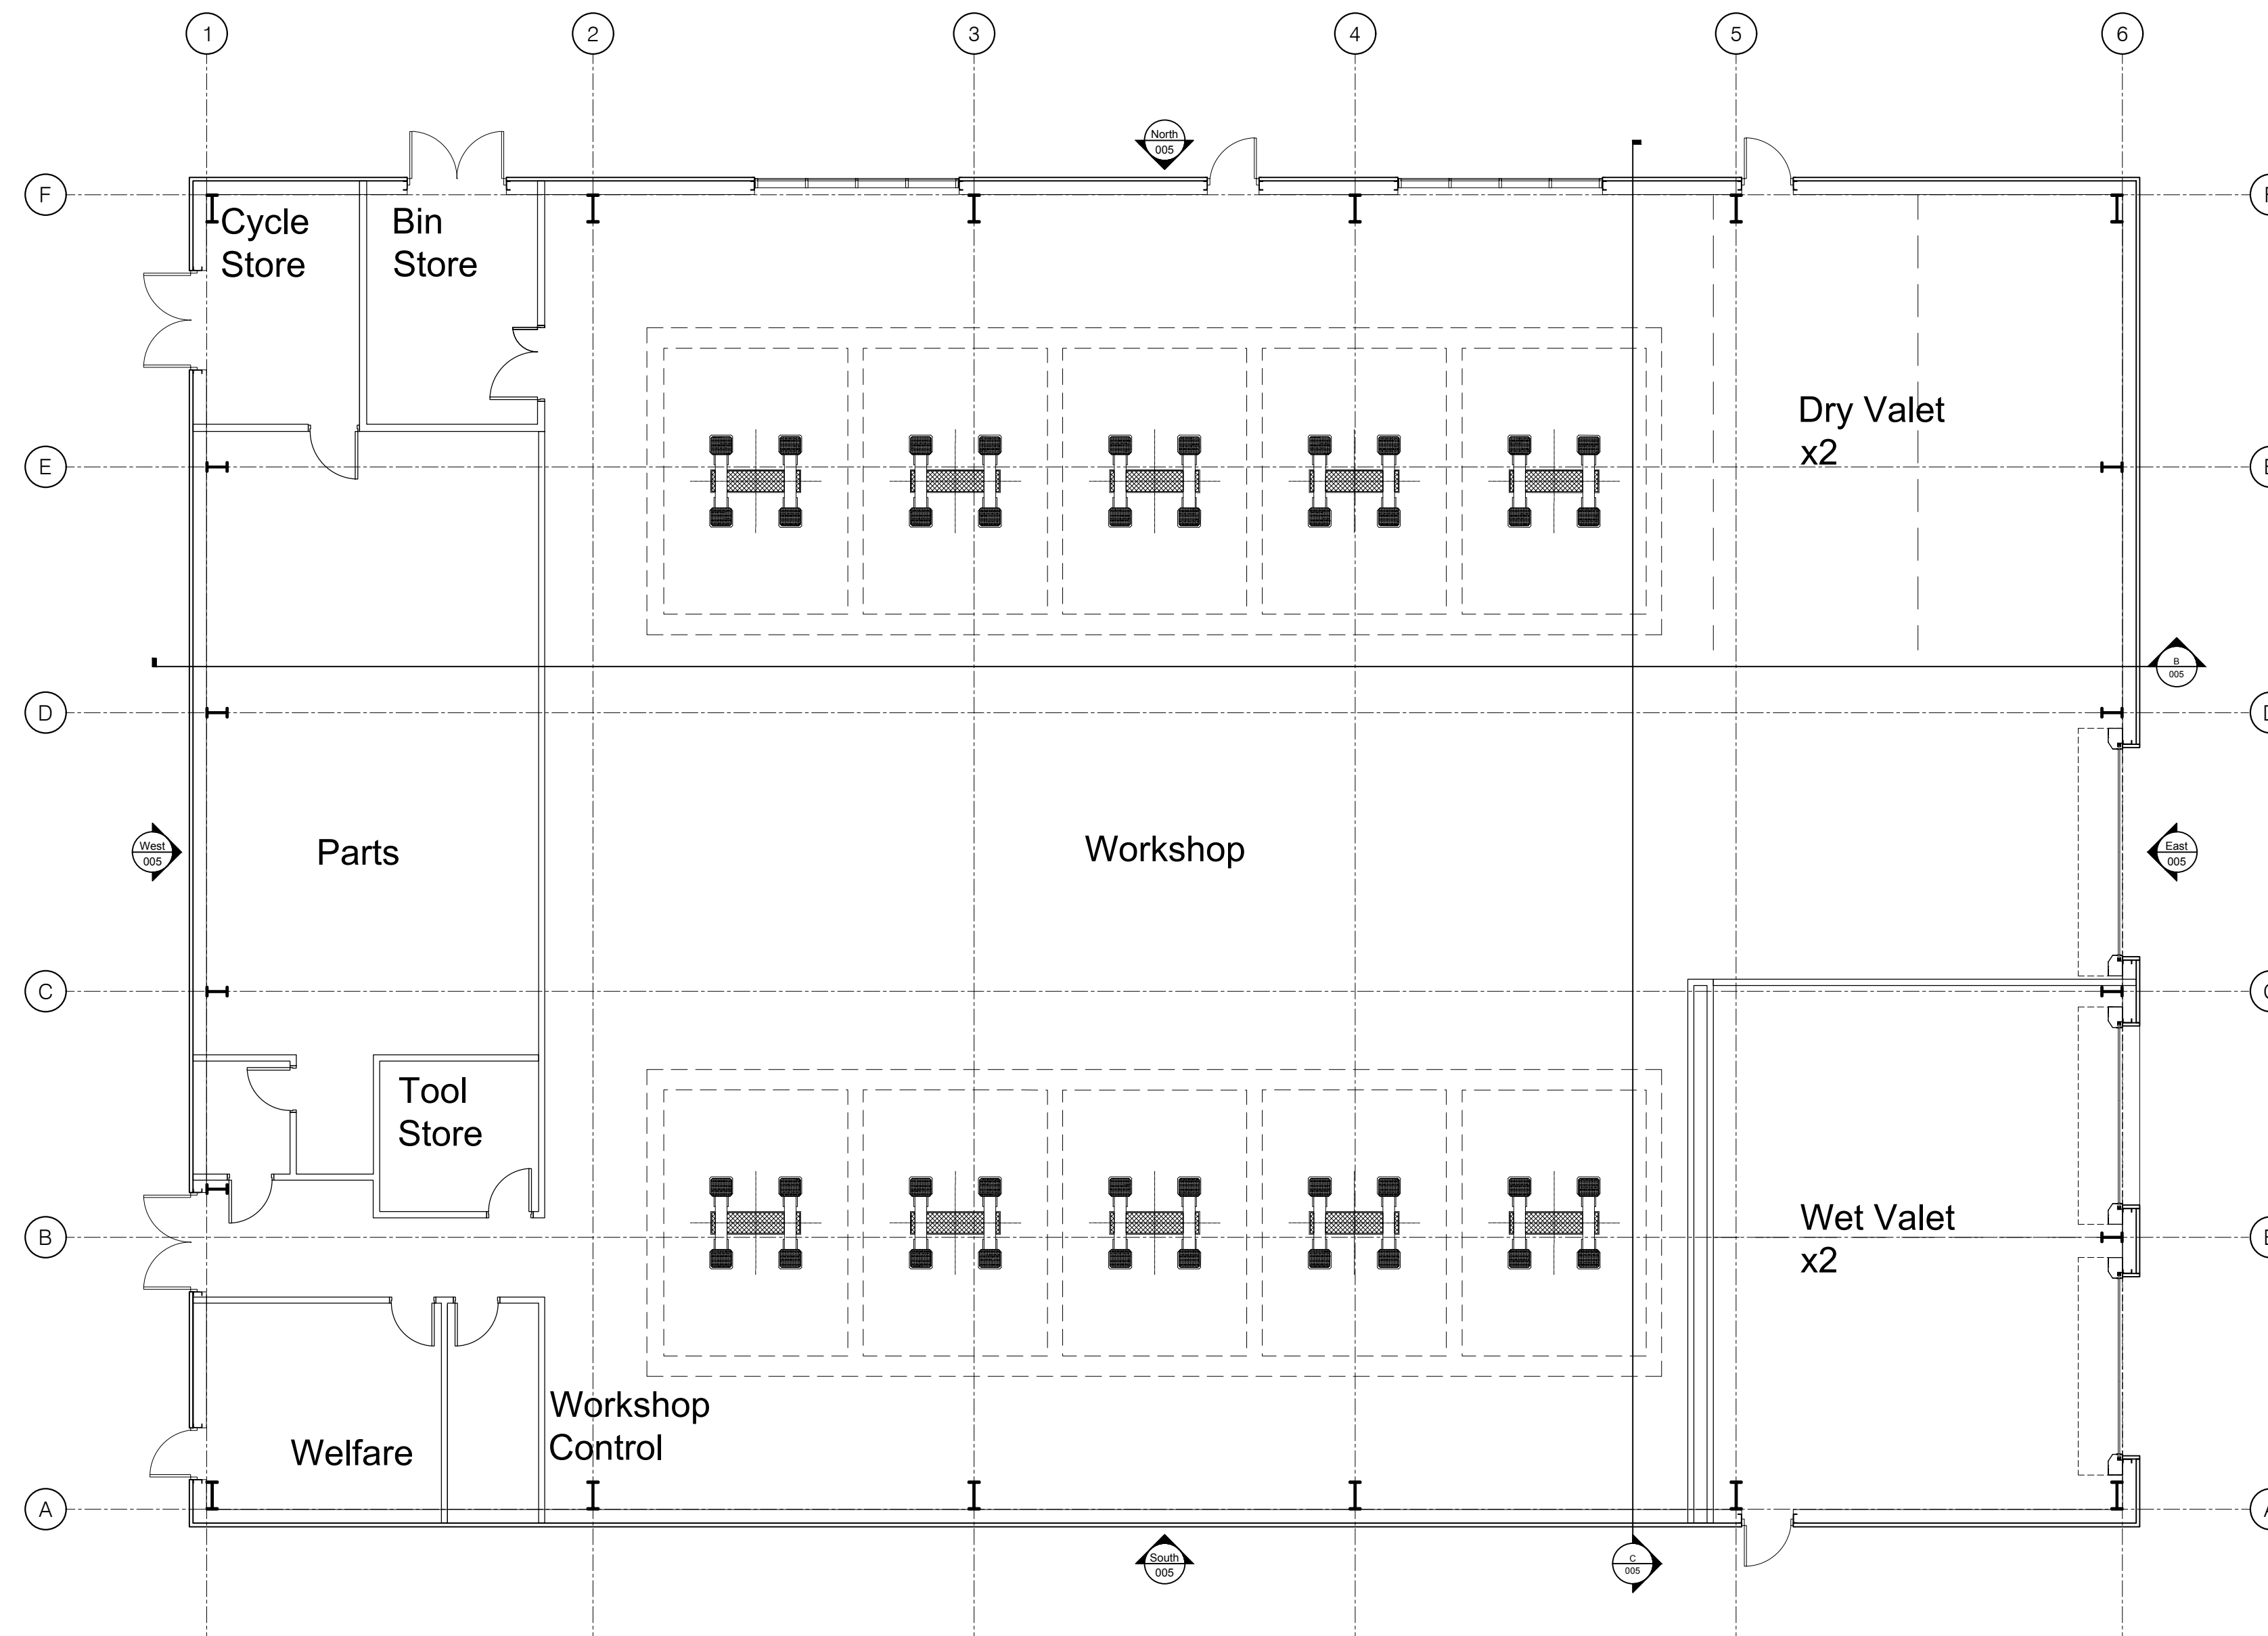 1 2 3 4 5 6
North
005
F F
Cycle
Store
Bin
Store
Dry Valet
x2
E E
B
005
D D
West
005
Parts
Workshop
East
005
C
Tool
Store
Wet Valet
x2
B
Workshop
Control
Welfare
A
South
005
C
005